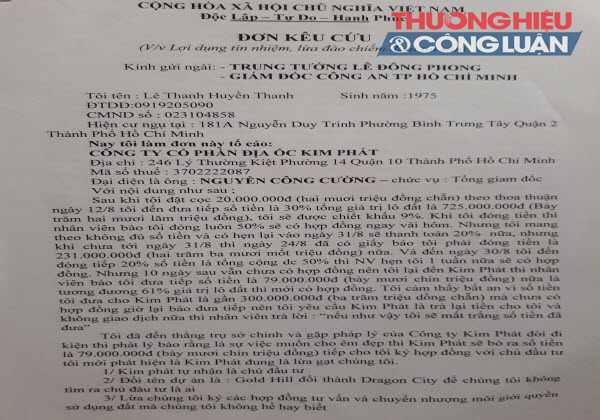 CỘNG HÒA XÃ HỘI CHỦ NGHĨA VIỆT NAM
Độc Lập – Tự Do – Hạnh Phúc
THƯƠNGHIỆU
& CÔNG LUẬN
ĐƠN KÊU CỨU
(V/v Lợi dụng tín nhiệm, lừa đảo chiếm
Kính gửi ngài: - TRUNG TƯỚNG LÊ ĐÔNG PHONG
- GIÁM ĐỐC CÔNG AN TP HỒ CHÍ MINH
Tôi tên : Lê Thanh Huyền Thanh Sinh năm :1975
ĐTDĐ:0919205090
CMND số : 023104858
Hiện cư ngụ tại : 181A Nguyễn Duy Trinh Phường Bình Trưng Tây Quận 2
Thành Phố Hồ Chí Minh
Nay tôi làm đơn này tố cáo:
CÔNG TY CỔ PHẦN ĐỊA ỐC KIM PHÁT
Địa chỉ : 246 Lý Thường Kiệt Phường 14 Quận 10 Thành Phố Hồ Chí Minh
Mã số thuế : 3702222087
Đại diện là ông : NGUYỄN CÔNG CƯỜNG – chức vụ : Tổng giam đốc
Với nội dung như sau ;
Sau khi tôi đặt cọc 20.000.000đ (hai mươi triệu đồng chẵn) theo thoa thuận
ngày 12/8 tôi đến đưa tiếp số tiền là 30% tổng giá trị lô đất là 725.000.000đ (Bảy
trăm hai mươi lăm triệu đồng), tôi sẽ được chiết khấu 9%. Khi tôi đóng tiền thì
nhân viên báo tôi đóng luôn 50% sẽ có hợp đồng ngay vài hôm. Nhưng tôi mang
theo không đủ số tiền và có hẹn lại vào ngày 31/8 sẽ thanh toán 20% nữa, nhưng
khi chưa tới ngày 31/8 thì ngày 24/8 đã có giấy báo tôi phải đóng số tiền là
231.000.000đ (hai trăm ba mươi một triệu đồng) nữa. Và đến ngày 30/8 tôi đến
đóng tiếp 20% số tiền là tổng cộng dc 50% thì NV hẹn tôi 1 tuần nữa sẽ có hợp
đồng. Nhưng 10 ngày sau vẫn chưa có hợp đồng nên tôi lại đến Kim Phát thì nhân
viên báo tôi đưa tiếp số tiền là 79.000.000đ (bảy mươi chín triệu đồng) nữa là
tương đương 61% giá trị lô đất thì mới có hợp đồng. Tôi cảm thấy bất an vì số tiền
tôi đưa cho Kim Phát là gần 300.000.000đ (ba trăm triệu đồng chẵn) mà chưa có
hợp đồng giờ lại báo đưa tiếp nên tôi yêu cầu Kim Phát là trả lại tiền cho tôi và
không giao dịch nữa thì nhân viên trả lời : “nếu như vậy tôi sẽ mất trắng số tiền đã
đưa”
Tôi đã đến thẳng trụ sở chính và gặp pháp lý của Công ty Kim Phát đòi đi
kiện thì pháp lý bảo rằng là sự việc muốn cho êm đẹp thì Kim Phát sẽ bỏ ra số tiền
là 79.000.000đ (bảy mươi chín triệu đồng) tiếp cho tôi ký hợp đồng với chủ đầu tư
tôi mới phát hiện là Kim Phát đung là lừa gạt chúng tôi.
1/ Kim phát tự nhận là chủ đầu tư
2/ Đổi tên dự án là : Gold Hill đổi thành Dragon City để chúng tôi không
tìm ra chủ đầu tư là ai
3/ Lừa chúng tôi ký các hợp đồng tư vấn và chuyển nhượng môi giới quyền
sử dụng đất mà chúng tôi không hề hay biết